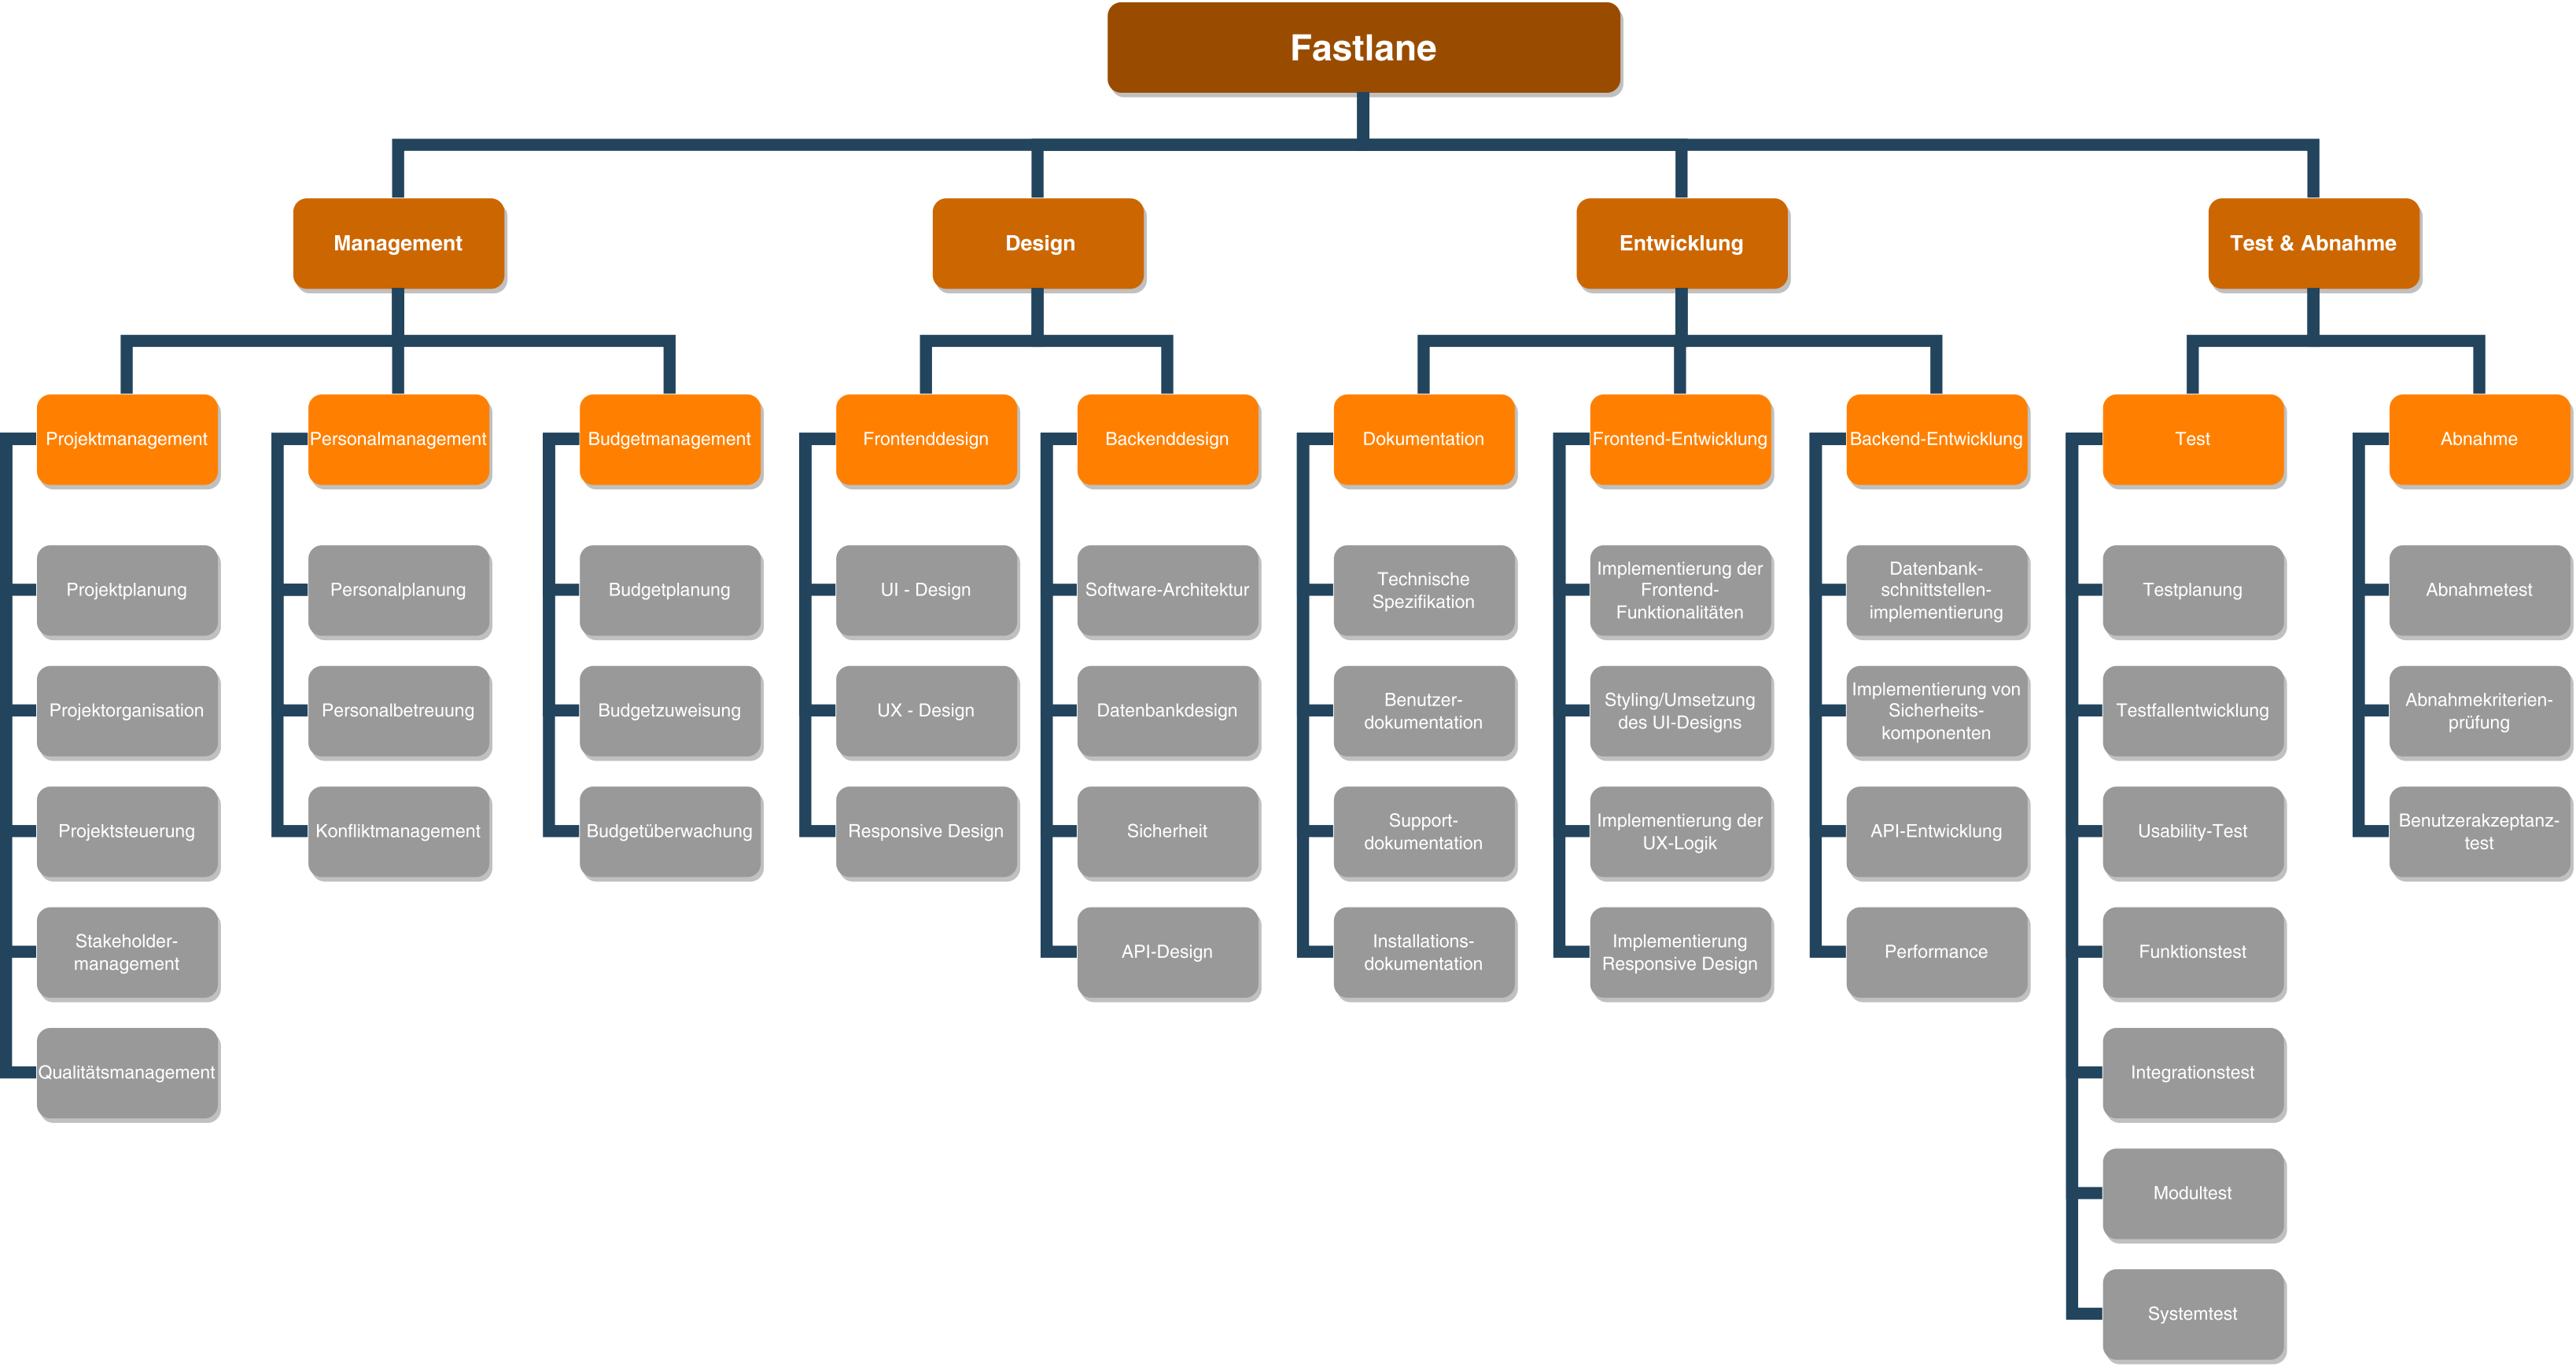 Fastlane
Management
Design
Entwicklung
Test & Abnahme
Projektmanagement
Personalmanagement
Budgetmanagement
Frontenddesign
Backenddesign
Dokumentation
Frontend-Entwicklung
Backend-Entwicklung
Test
Abnahme
Projektplanung
Projektorganisation
Projektsteuerung
Stakeholder-
management
Qualitätsmanagement
Personalplanung
Personalbetreuung
Konfliktmanagement
Budgetplanung
Budgetzuweisung
Budgetüberwachung
UI - Design
UX - Design
Responsive Design
Software-Architektur
Datenbankdesign
Sicherheit
API-Design
Technische
Spezifikation
Benutzer-
dokumentation
Support-
dokumentation
Installations-
dokumentation
Implementierung der
Frontend-
Funktionalitäten
Styling/Umsetzung
des UI-Designs
Implementierung der
UX-Logik
Implementierung
Responsive Design
Datenbank-
schnittstellen-
implementierung
Implementierung von
Sicherheits-
komponenten
API-Entwicklung
Performance
Testplanung
Testfallentwicklung
Usability-Test
Funktionstest
Integrationstest
Modultest
Systemtest
Abnahmetest
Abnahmekriterien-
prüfung
Benutzerakzeptanz-
test